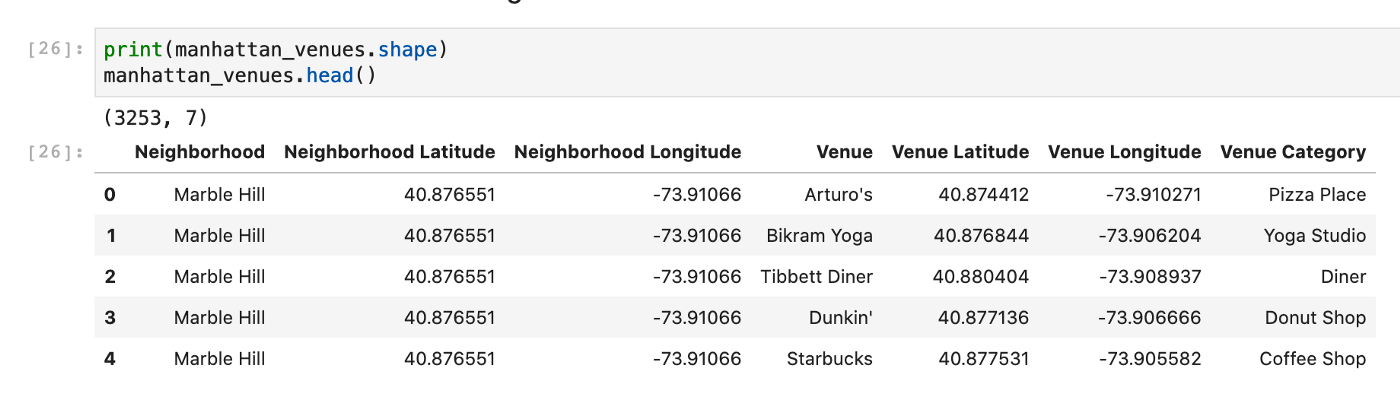 [26]: print(manhattan_venues.shape)
manhattan_venues.head()
(3253, 7)
[26]: Neighborhood Neighborhood Latitude Neighborhood Longitude Venue Venue Latitude Venue Longitude Venue Category
0 Marble Hill 40.876551 -73.91066 Arturo's 40.874412 -73.910271 Pizza Place
1 Marble Hill 40.876551 -73.91066 Bikram Yoga 40.876844 -73.906204 Yoga Studio
2 Marble Hill 40.876551 -73.91066 Tibbett Diner 40.880404 -73.908937 Diner
3 Marble Hill 40.876551 -73.91066 Dunkin' 40.877136 -73.906666 Donut Shop
4 Marble Hill 40.876551 -73.91066 Starbucks 40.877531 -73.905582 Coffee Shop